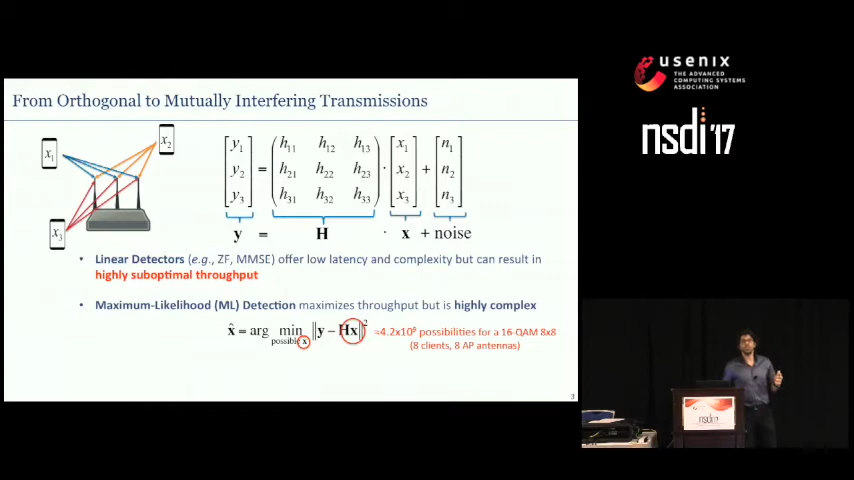 usenix
THE ADVANCED
COMPUTING SYSTEMS
ASSOCIATION
nsdi '17
From Orthogonal to Mutually Interfering Transmissions
x1
x2
x3
y1 h11 h12 h13 x1 n1
y2 = h21 h22 h23 · x2 + n2
y3 h31 h32 h33 x3 n3
y = H · x + noise
• Linear Detectors (e.g., ZF, MMSE) offer low latency and complexity but can result in
highly suboptimal throughput
• Maximum-Likelihood (ML) Detection maximizes throughput but is highly complex
x̂ = arg min ‖y − Hx‖²
possible x
≈4.2x10⁹ possibilities for a 16-QAM 8x8
(8 clients, 8 AP antennas)
3
nsdi